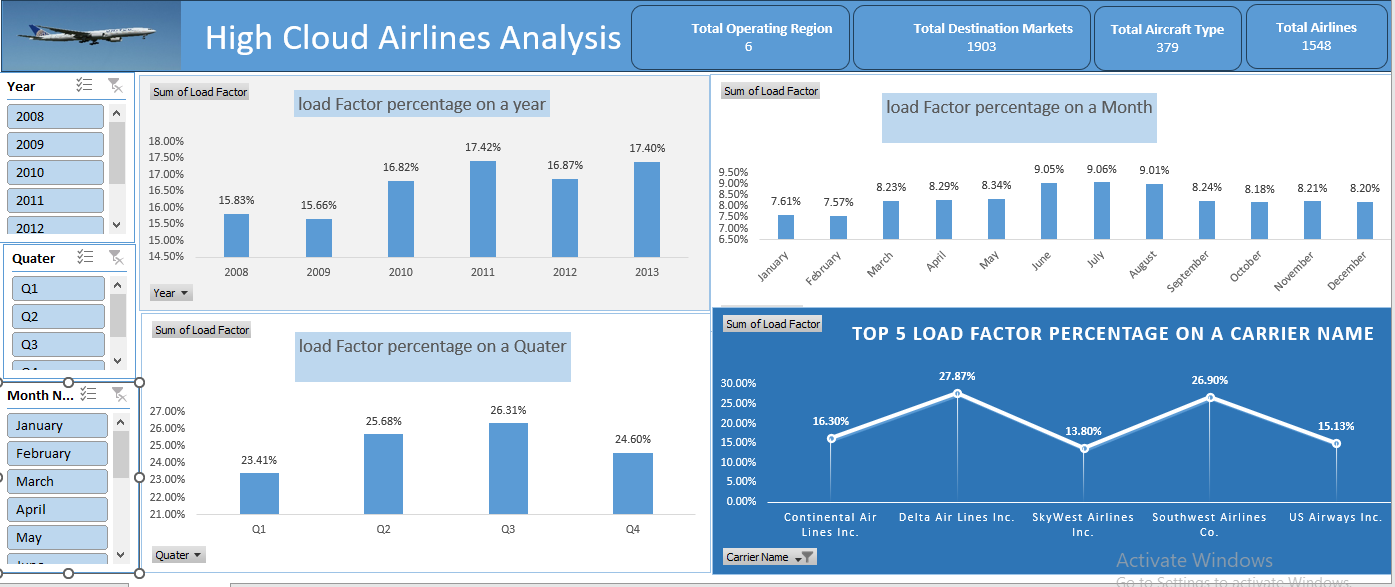 High Cloud Airlines Analysis
Total Operating Region
6
Total Destination Markets
1903
Total Aircraft Type
379
Total Airlines
1548
Year
2008
2009
2010
2011
2012
Quater
Q1
Q2
Q3
Month N...
January
February
March
April
May
Sum of Load Factor
load Factor percentage on a year
18.00%
17.50%
17.00%
16.50%
16.00%
15.50%
15.00%
14.50%
15.83%
15.66%
16.82%
17.42%
16.87%
17.40%
2008
2009
2010
2011
2012
2013
Year
Sum of Load Factor
load Factor percentage on a Month
9.50%
9.00%
8.50%
8.00%
7.50%
7.00%
6.50%
7.61%
7.57%
8.23%
8.29%
8.34%
9.05%
9.06%
9.01%
8.24%
8.18%
8.21%
8.20%
January
February
March
April
May
June
July
August
September
October
November
December
Sum of Load Factor
load Factor percentage on a Quater
27.00%
26.00%
25.00%
24.00%
23.00%
22.00%
21.00%
23.41%
25.68%
26.31%
24.60%
Q1
Q2
Q3
Q4
Quater
Sum of Load Factor
TOP 5 LOAD FACTOR PERCENTAGE ON A CARRIER NAME
30.00%
25.00%
20.00%
15.00%
10.00%
5.00%
0.00%
16.30%
27.87%
13.80%
26.90%
15.13%
Continental Air
Lines Inc.
Delta Air Lines Inc.
SkyWest Airlines
Inc.
Southwest Airlines
Co.
US Airways Inc.
Carrier Name
Activate Windows
Go to Settings to activate Windows.